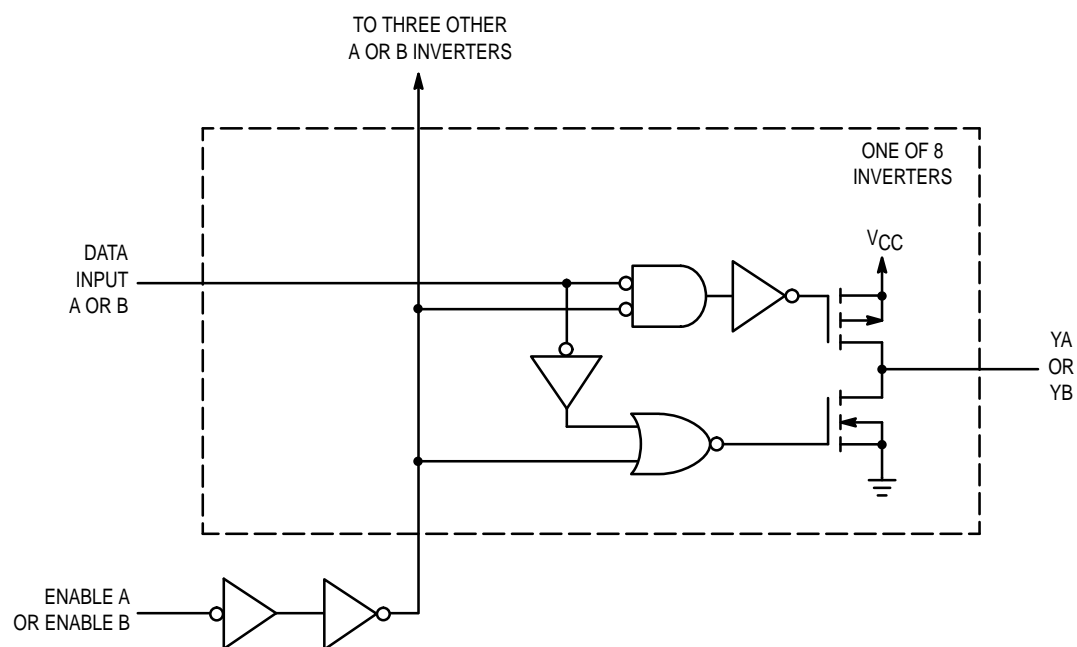 TO THREE OTHER
A OR B INVERTERS
ONE OF 8
INVERTERS
VCC
DATA
INPUT
A OR B
YA
OR
YB
ENABLE A
OR ENABLE B